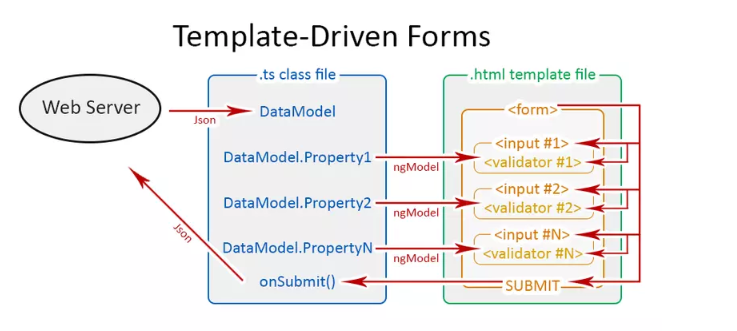 Template-Driven Forms
.ts class file
.html template file
Web Server
Json
DataModel
<form>
<input #1>
<validator #1>
DataModel.Property1
ngModel
<input #2>
<validator #2>
DataModel.Property2
ngModel
<input #N>
<validator #N>
DataModel.PropertyN
ngModel
Json
onSubmit()
SUBMIT